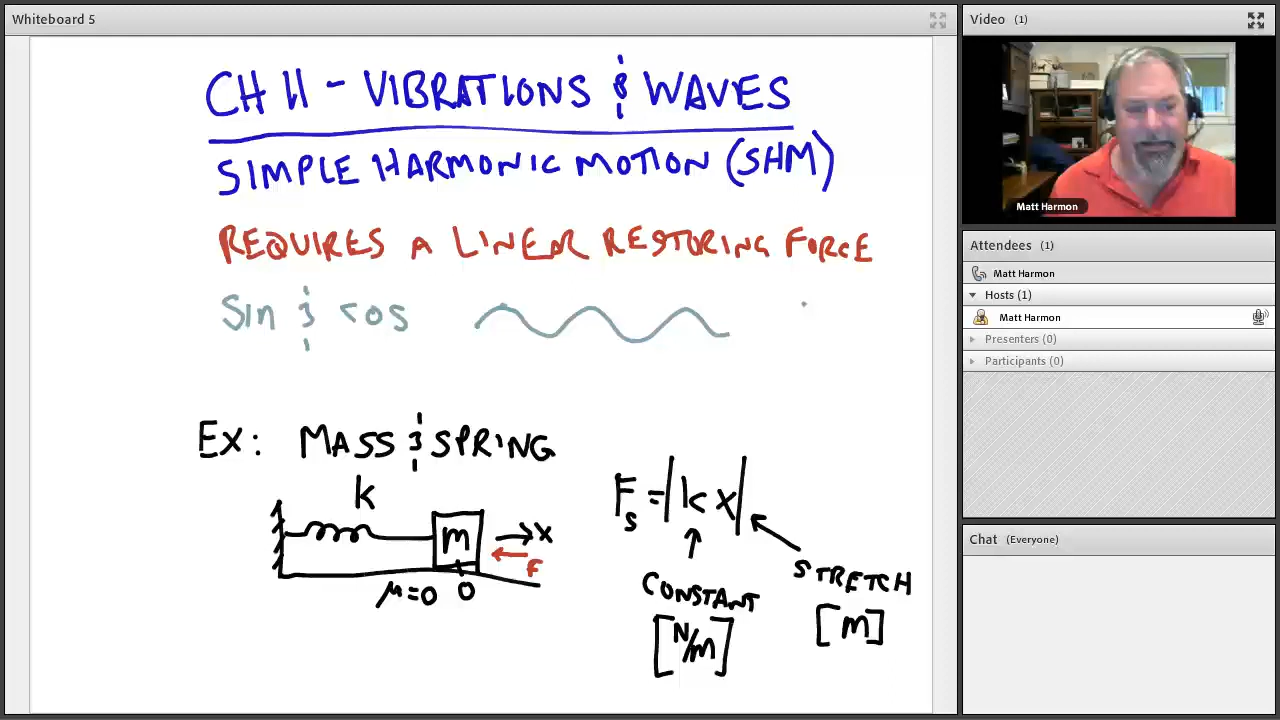 Whiteboard 5
CH 11 - VIBRATIONS & WAVES
SIMPLE HARMONIC MOTION (SHM)
REQUIRES A LINEAR RESTORING FORCE
Sin & cos
Ex: MASS & SPRING
k
m
x
F
μ=0
0
Fs = |k x|
CONSTANT
[N/m]
STRETCH
[m]
Video (1)
Matt Harmon
Attendees (1)
Matt Harmon
Hosts (1)
Matt Harmon
Presenters (0)
Participants (0)
Chat (Everyone)